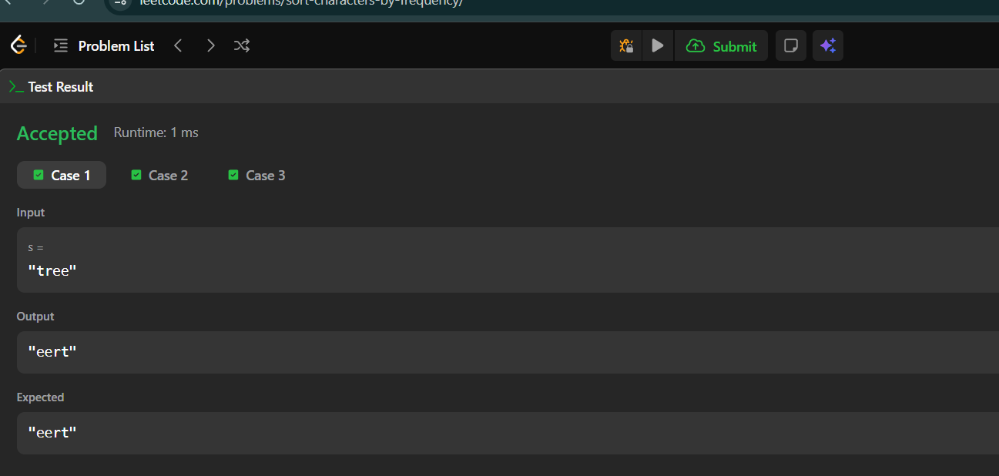 leetcode.com/problems/sort-characters-by-frequency/
Problem List
Submit
Test Result
Accepted Runtime: 1 ms
Case 1 Case 2 Case 3
Input
s =
"tree"
Output
"eert"
Expected
"eert"